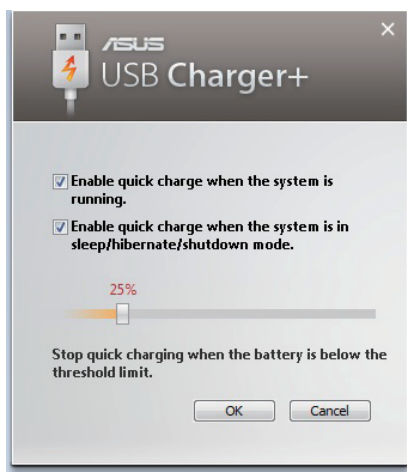 ASUS
USB Charger+
Enable quick charge when the system is
running.
Enable quick charge when the system is in
sleep/hibernate/shutdown mode.
25%
Stop quick charging when the battery is below the
threshold limit.
OK Cancel